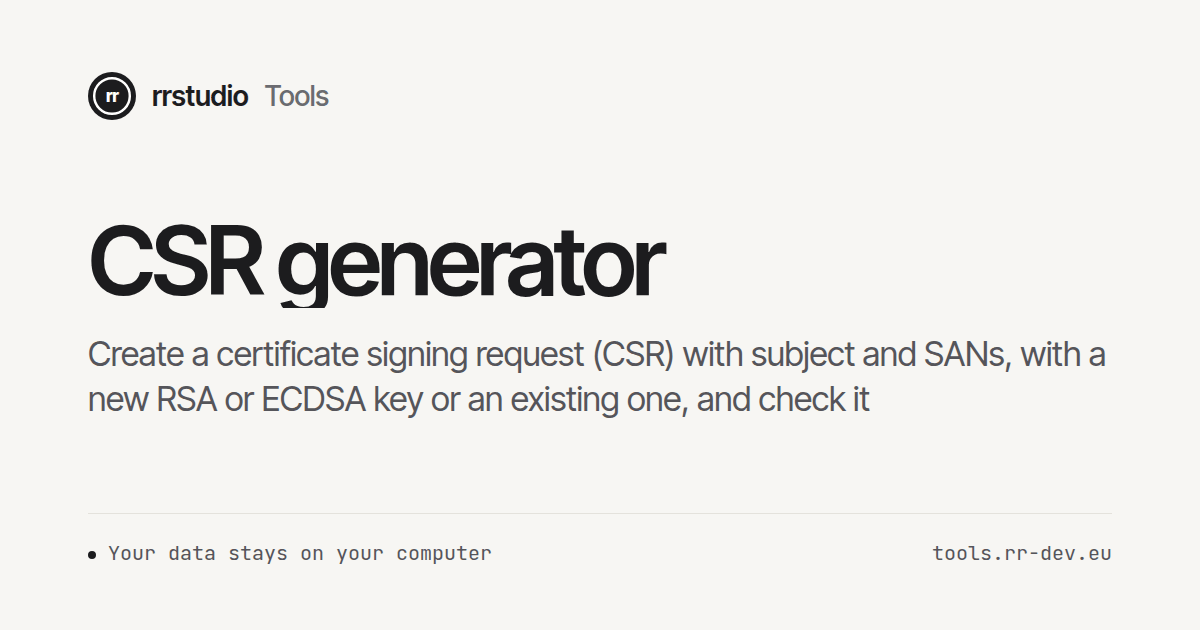 rr rrstudio Tools
CSR generator
Create a certificate signing request (CSR) with subject and SANs, with a
new RSA or ECDSA key or an existing one, and check it
Your data stays on your computer
tools.rr-dev.eu